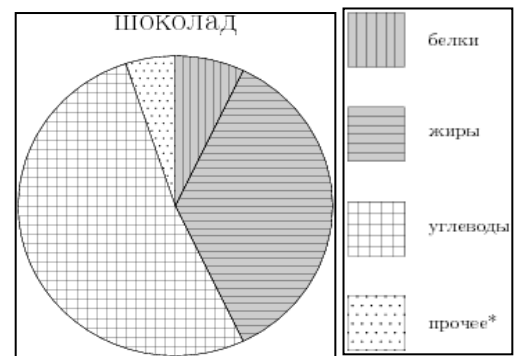 шоколад
белки
жиры
углеводы
прочее*